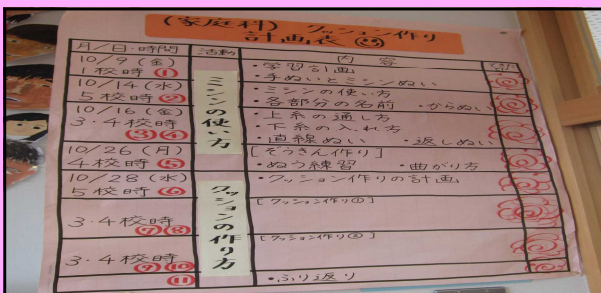 (家庭科) クッション作り
計画表 ㉓
月/日・時間 活動 内容
10/9(金) ・学習計画
1校時 ① ・手ぬいとミシンぬい
10/14(水) ミシンの使い方 ・ミシンの使い方
5校時 ② ・各部分の名前 ・からぬい
10/16(金) ・上糸の通し方
3・4校時 ・下糸の入れ方
③④ ・直線ぬい ・返しぬい
10/26(月) [ぞうきん作り]
4校時 ⑤ ・ぬう練習 ・曲がり方
10/28(水) ・クッション作りの計画
5校時 ⑥ クッションの作り方
[クッション作り①]
3・4校時
⑦⑧
[クッション作り②]
3・4校時
⑨⑩
⑪ ・ふり返り